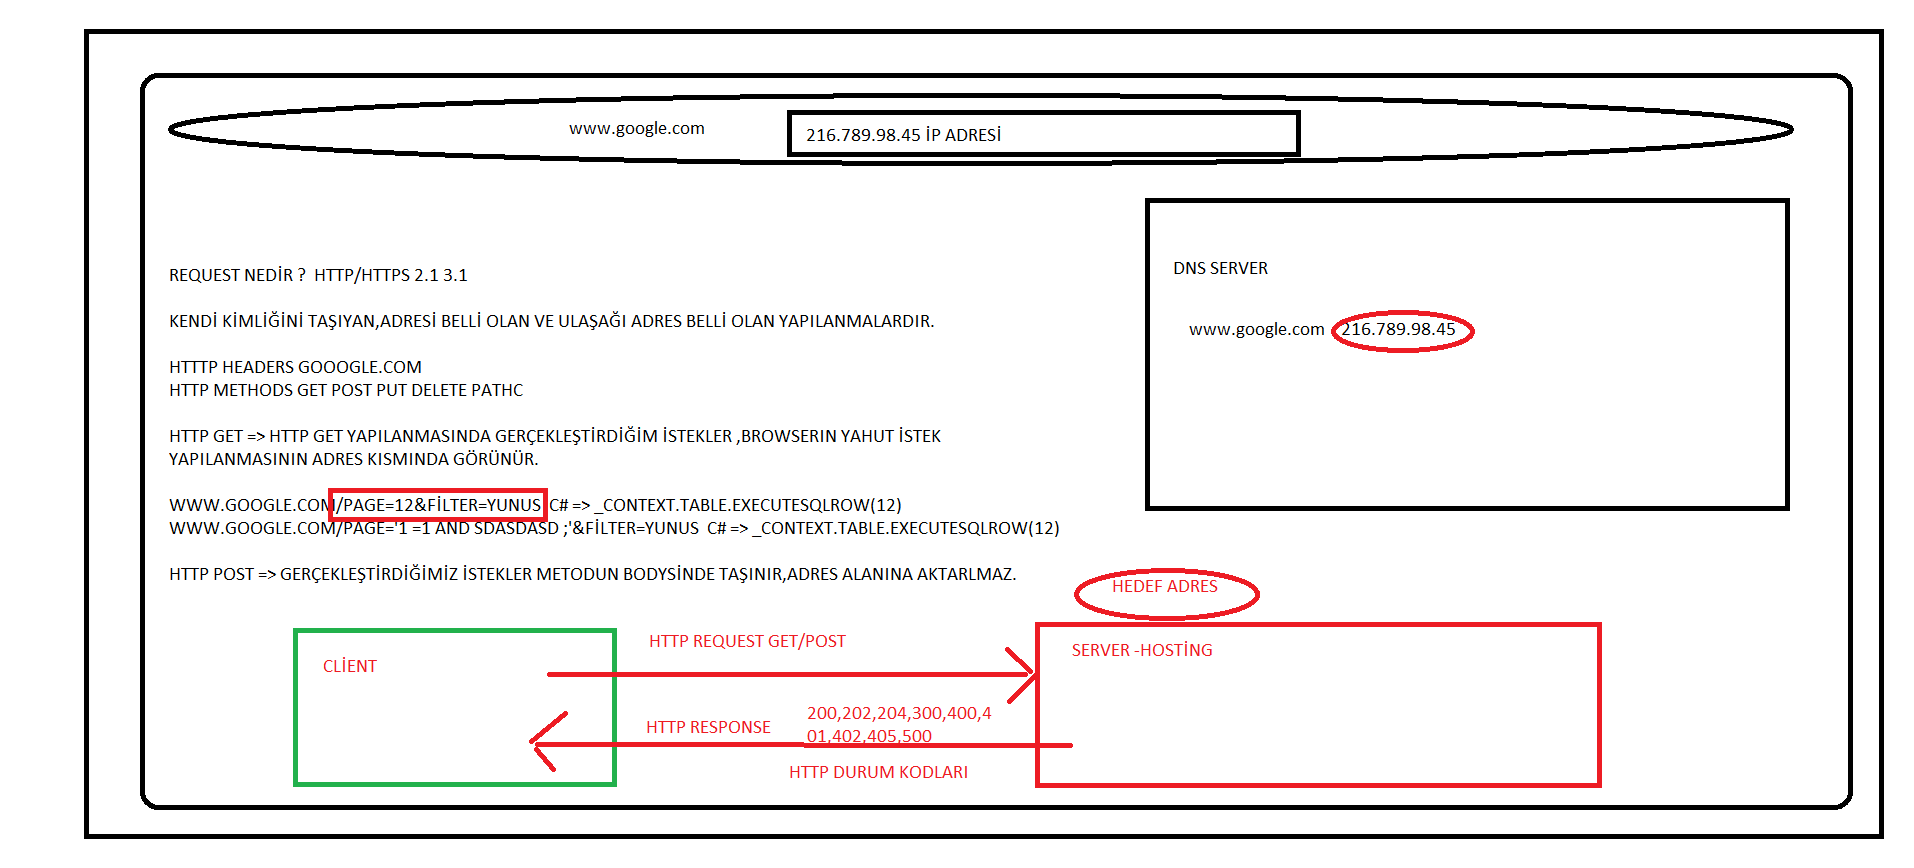 www.google.com
216.789.98.45 İP ADRESİ
DNS SERVER
www.google.com 216.789.98.45
REQUEST NEDİR ?  HTTP/HTTPS 2.1 3.1
KENDİ KİMLİĞİNİ TAŞIYAN,ADRESİ BELLİ OLAN VE ULAŞAĞI ADRES BELLİ OLAN YAPILANMALARDIR.
HTTTP HEADERS GOOOGLE.COM
HTTP METHODS GET POST PUT DELETE PATHC
HTTP GET => HTTP GET YAPILANMASINDA GERÇEKLEŞTİRDİĞİM İSTEKLER ,BROWSERIN YAHUT İSTEK
YAPILANMASININ ADRES KISMINDA GÖRÜNÜR.
WWW.GOOGLE.COM/PAGE=12&FİLTER=YUNUS  C# => _CONTEXT.TABLE.EXECUTESQLROW(12)
WWW.GOOGLE.COM/PAGE='1 =1 AND SDASDASD ;'&FİLTER=YUNUS  C# => _CONTEXT.TABLE.EXECUTESQLROW(12)
HTTP POST => GERÇEKLEŞTİRDİĞİMİZ İSTEKLER METODUN BODYSİNDE TAŞINIR,ADRES ALANINA AKTARLMAZ.
HEDEF ADRES
CLİENT
HTTP REQUEST GET/POST
SERVER -HOSTİNG
HTTP RESPONSE
200,202,204,300,400,4
01,402,405,500
HTTP DURUM KODLARI